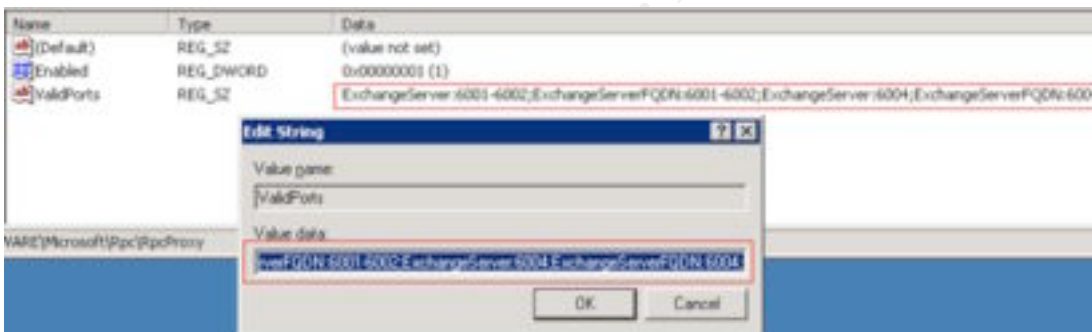 Name Type Data
(Default) REG_SZ (value not set)
Enabled REG_DWORD 0x00000001 (1)
ValidPorts REG_SZ ExchangeServer:6001-6002;ExchangeServerFQDN:6001-6002;ExchangeServer:6004;ExchangeServerFQDN:600
Edit String
Value name:
ValidPorts
Value data:
erverFQDN:6001-6002;ExchangeServer:6004;ExchangeServerFQDN:6004;
OK Cancel
WARE\Microsoft\Rpc\RpcProxy